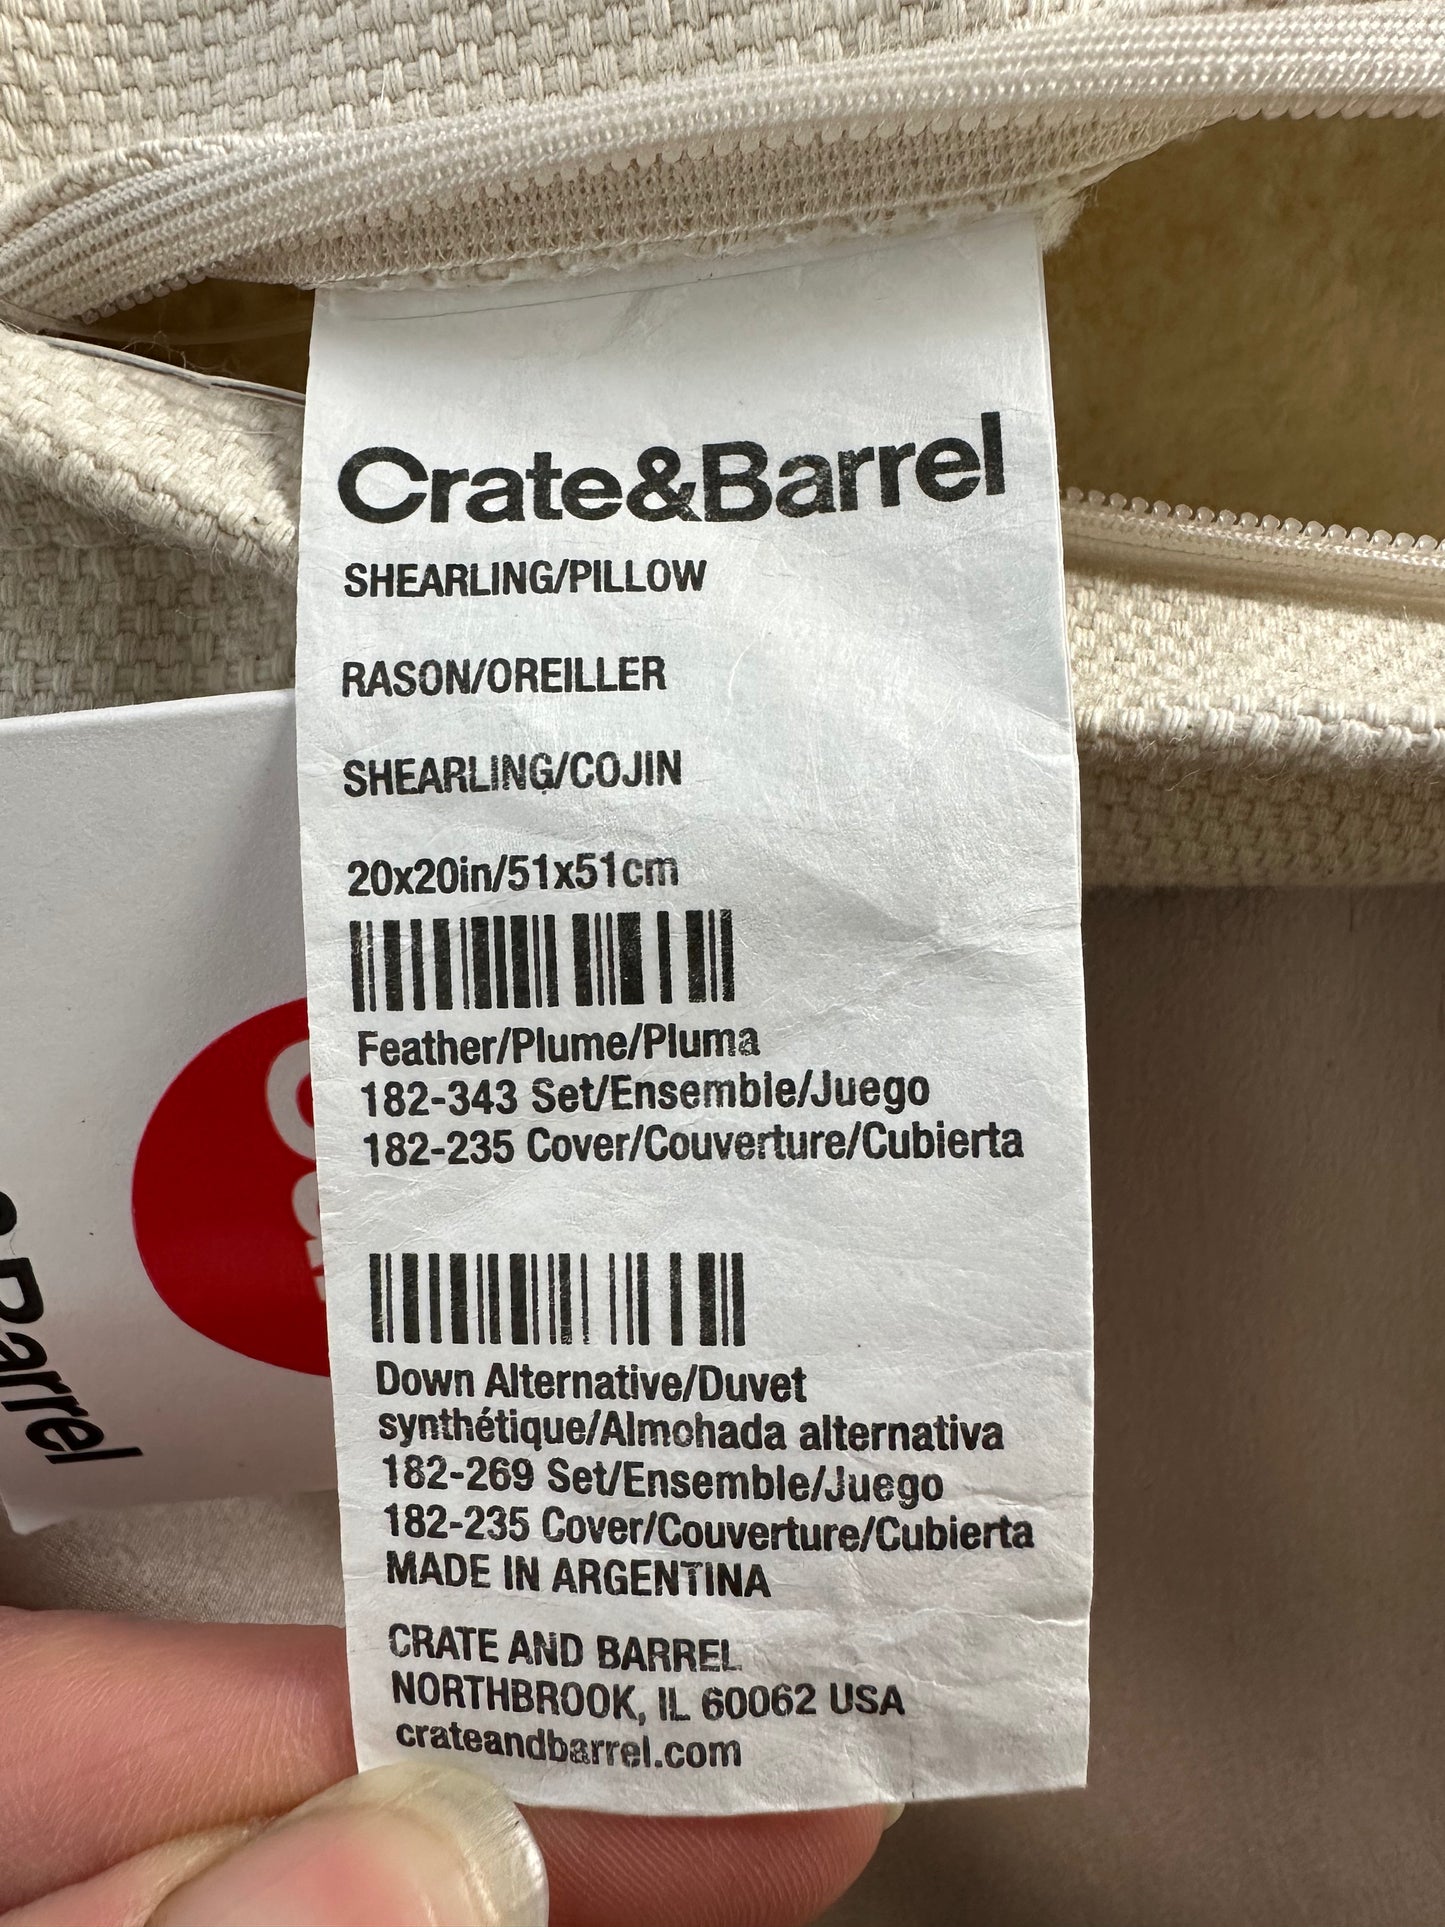 Crate&Barrel
SHEARLING/PILLOW
RASON/OREILLER
SHEARLING/COJIN
20x20in/51x51cm
Feather/Plume/Pluma
182-343 Set/Ensemble/Juego
182-235 Cover/Couverture/Cubierta
Down Alternative/Duvet
synthétique/Almohada alternativa
182-269 Set/Ensemble/Juego
182-235 Cover/Couverture/Cubierta
MADE IN ARGENTINA
CRATE AND BARREL
NORTHBROOK, IL 60062 USA
crateandbarrel.com
Barrel